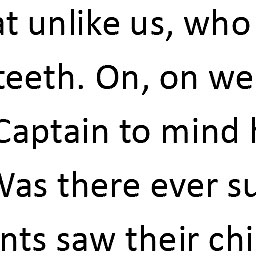 at unlike us, who
teeth. On, on we
Captain to mind
Was there ever su
nts saw their chi